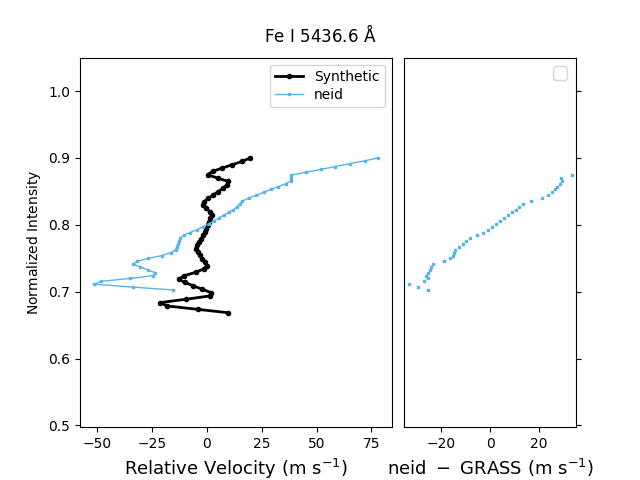 Fe I 5436.6 Å
Synthetic
neid
1.0
0.9
0.8
0.7
0.6
0.5
Normalized Intensity
−50 −25 0 25 50 75
−20 0 20
Relative Velocity (m s⁻¹)
neid − GRASS (m s⁻¹)